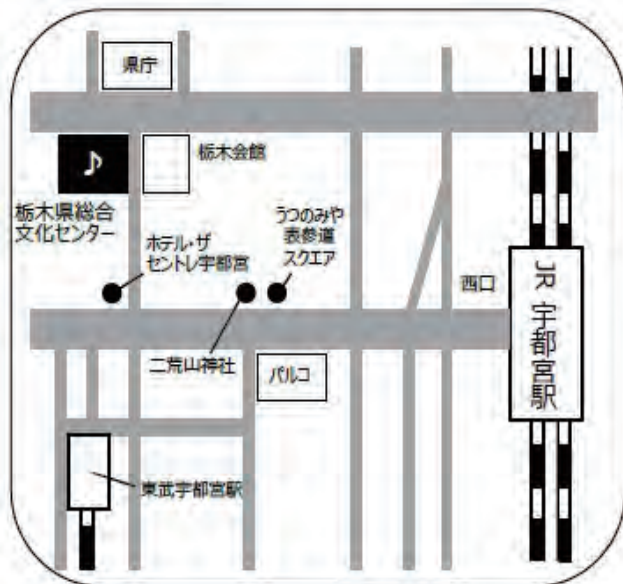 県庁
♪
栃木会館
栃木県総合
文化センター
うつのみや
表参道
スクエア
ホテル・ザ
セントレ宇都宮
西口
JR 宇都宮駅
二荒山神社
パルコ
東武宇都宮駅